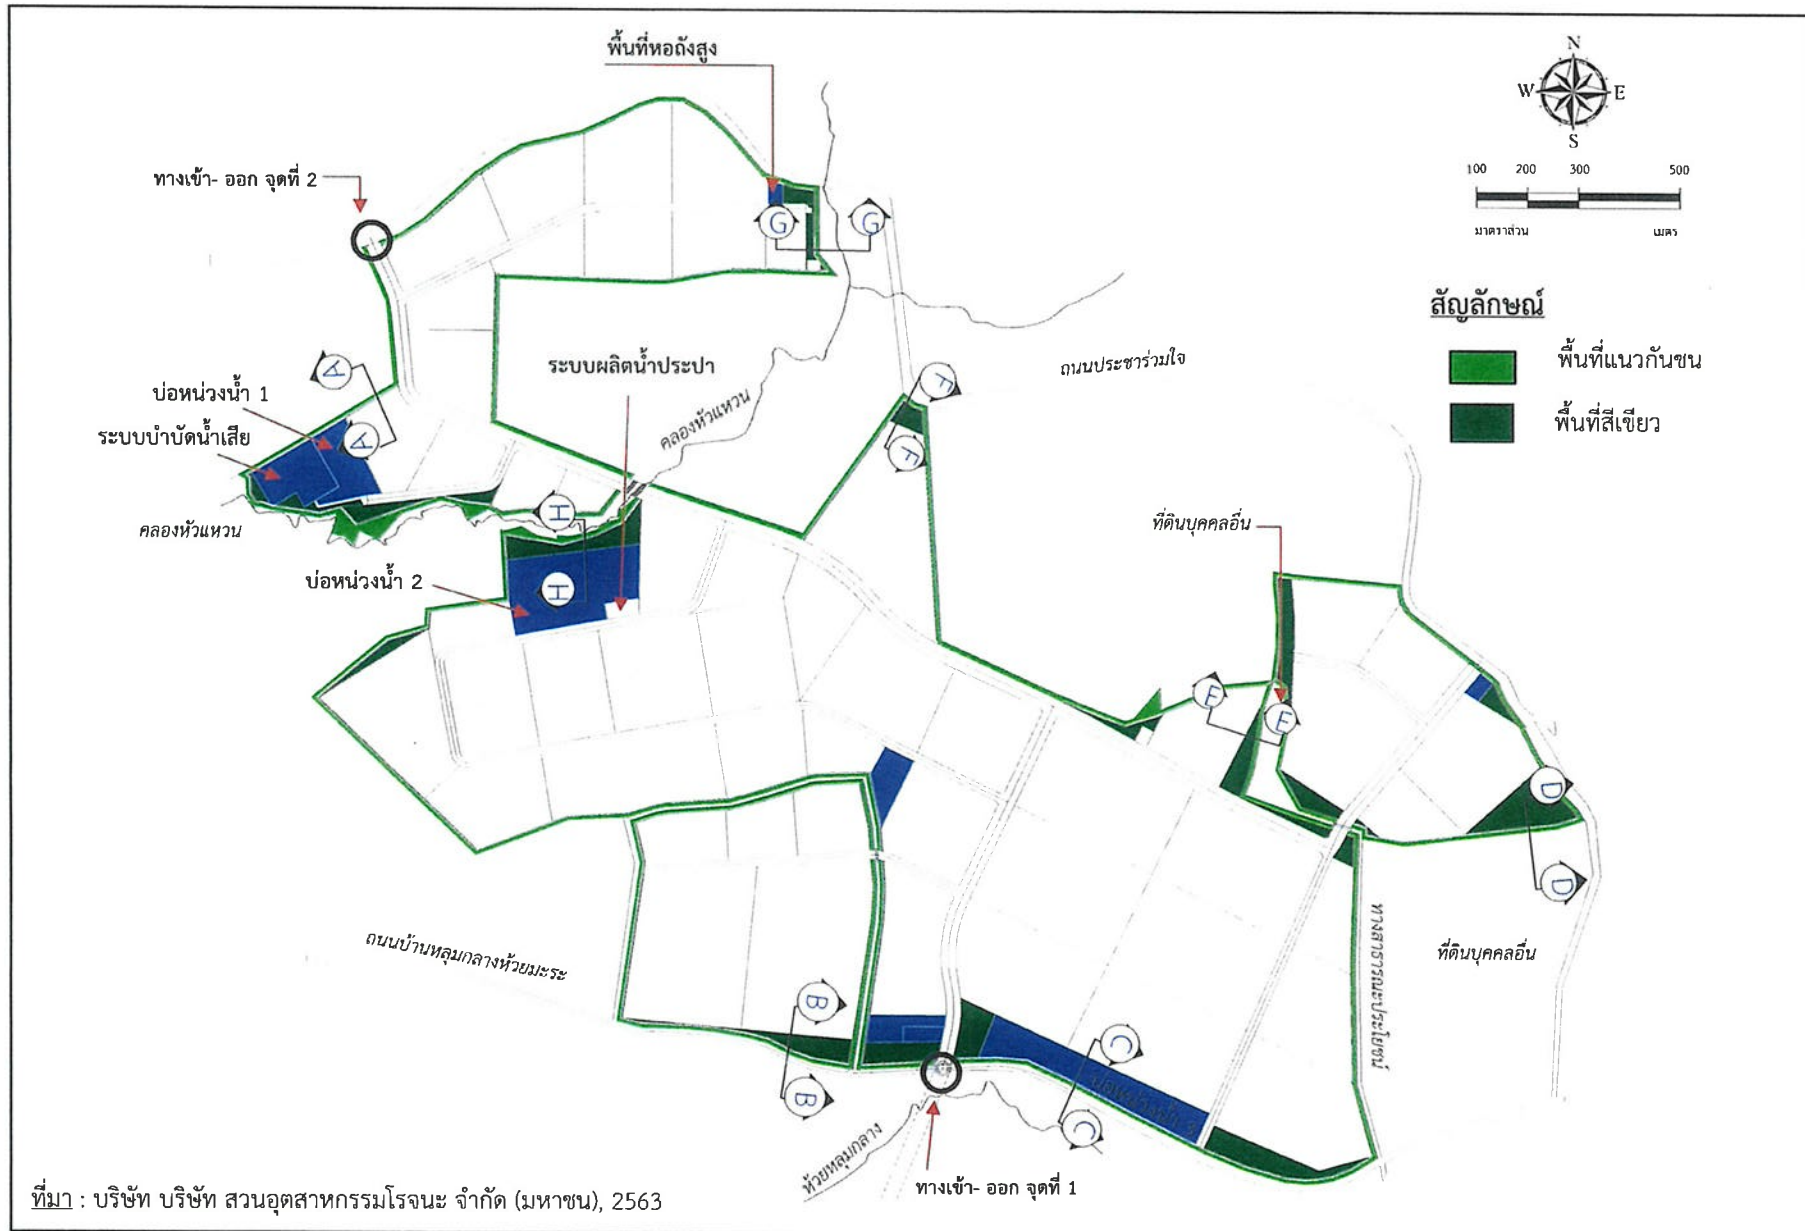 พื้นที่หอถังสูง
N
W E
S
ทางเข้า- ออก จุดที่ 2
100 200 300 500
มาตราส่วน เมตร
G G
สัญลักษณ์
พื้นที่แนวกันชน
พื้นที่สีเขียว
ระบบผลิตน้ำประปา
ถนนประชาร่วมใจ
A
บ่อหน่วงน้ำ 1
F
คลองหัวแหวน
ระบบบำบัดน้ำเสีย
A
F
คลองหัวแหวน
H
ที่ดินบุคคลอื่น
บ่อหน่วงน้ำ 2
H
E
E
D
D
ถนนบ้านหลุมกลางห้วยมะระ
ทางสาธารณะประโยชน์
ที่ดินบุคคลอื่น
B
C
บ่อหน่วงน้ำ 3
B
C
ห้วยหลุมกลาง
ทางเข้า- ออก จุดที่ 1
ที่มา : บริษัท บริษัท สวนอุตสาหกรรมโรจนะ จำกัด (มหาชน), 2563